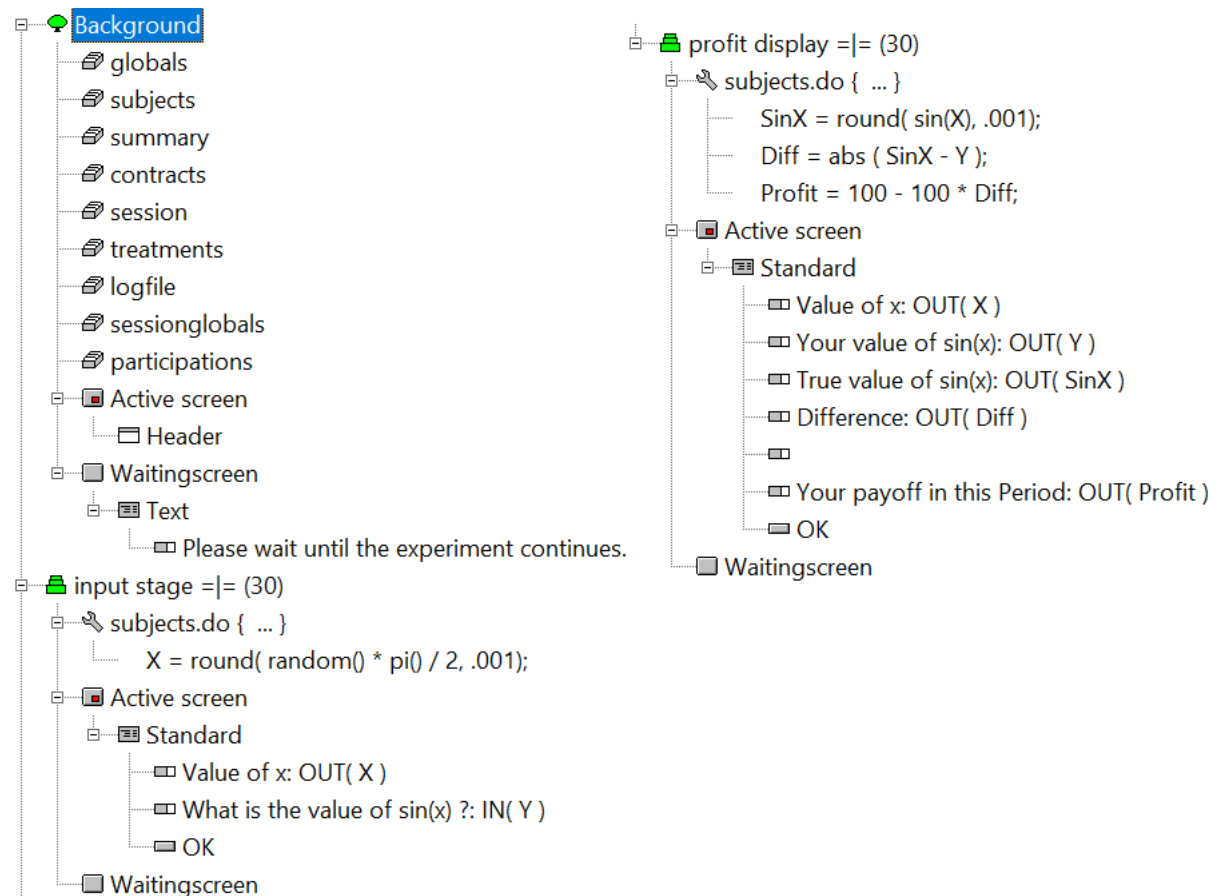 Background
globals
subjects
summary
contracts
session
treatments
logfile
sessionglobals
participations
Active screen
Header
Waitingscreen
Text
Please wait until the experiment continues.
input stage =|= (30)
subjects.do { ... }
X = round( random() * pi() / 2, .001);
Active screen
Standard
Value of x: OUT( X )
What is the value of sin(x) ?: IN( Y )
OK
Waitingscreen
profit display =|= (30)
subjects.do { ... }
SinX = round( sin(X), .001);
Diff = abs ( SinX - Y );
Profit = 100 - 100 * Diff;
Active screen
Standard
Value of x: OUT( X )
Your value of sin(x): OUT( Y )
True value of sin(x): OUT( SinX )
Difference: OUT( Diff )
Your payoff in this Period: OUT( Profit )
OK
Waitingscreen